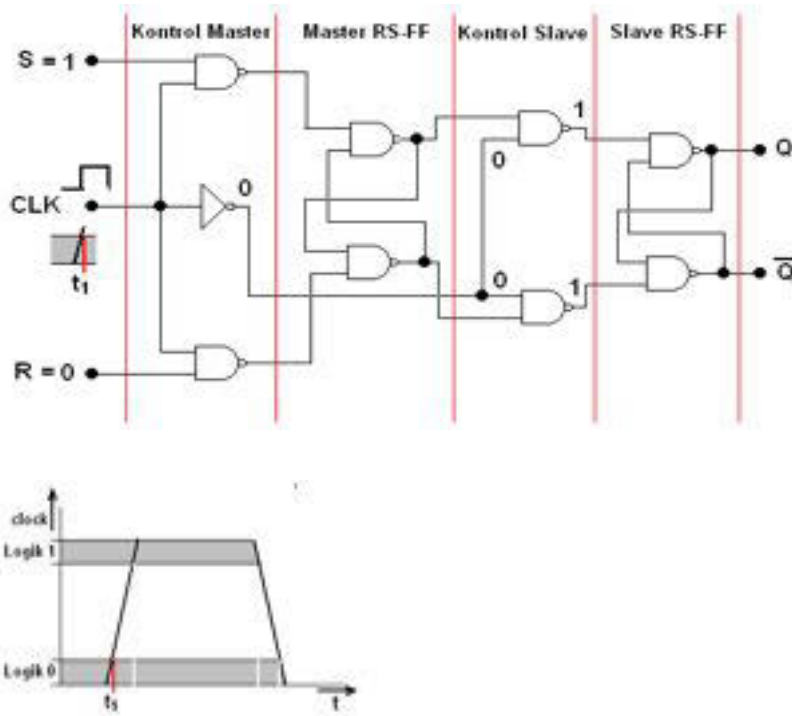 Kontrol Master Master RS-FF Kontrol Slave Slave RS-FF
S = 1
1
0
Q
CLK
0
t1
0
1
Q
R = 0
clock
Logik 1
Logik 0
t